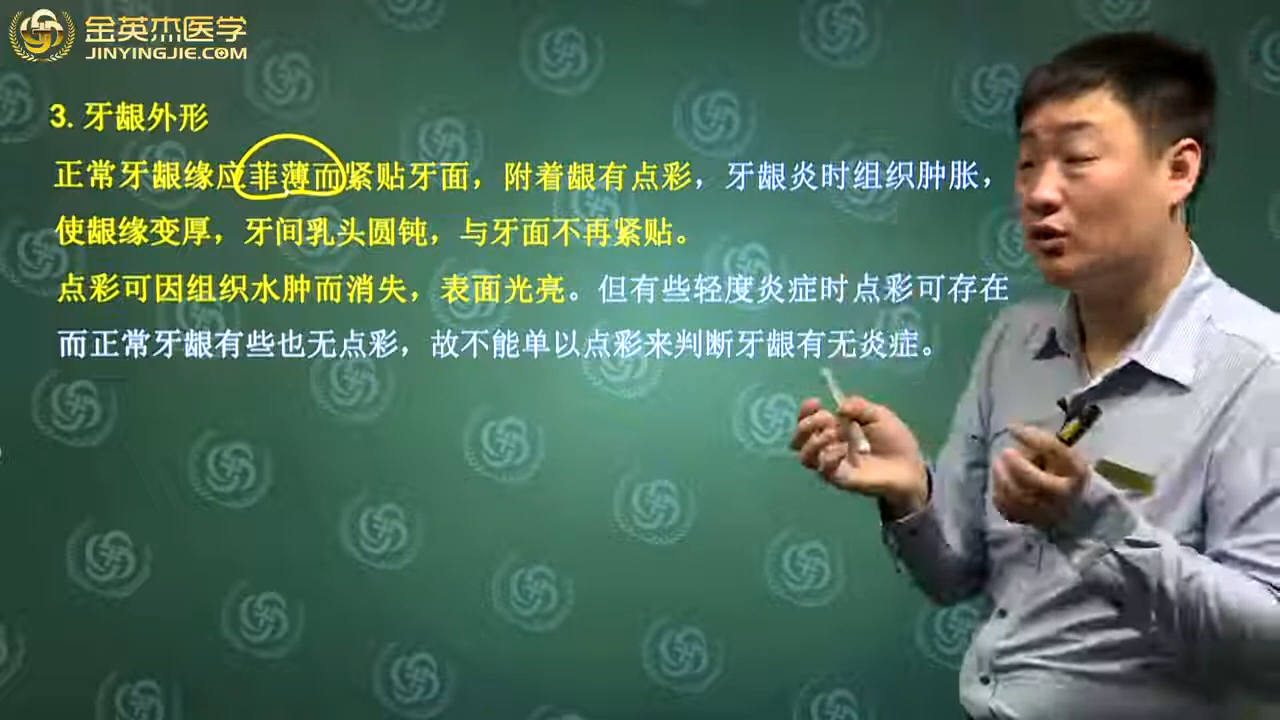 金英杰医学
JINYINGJIE.COM
3. 牙龈外形
正常牙龈缘应菲薄而紧贴牙面，附着龈有点彩，牙龈炎时组织肿胀，
使龈缘变厚，牙间乳头圆钝，与牙面不再紧贴。
点彩可因组织水肿而消失，表面光亮。但有些轻度炎症时点彩可存在
而正常牙龈有些也无点彩，故不能单以点彩来判断牙龈有无炎症。